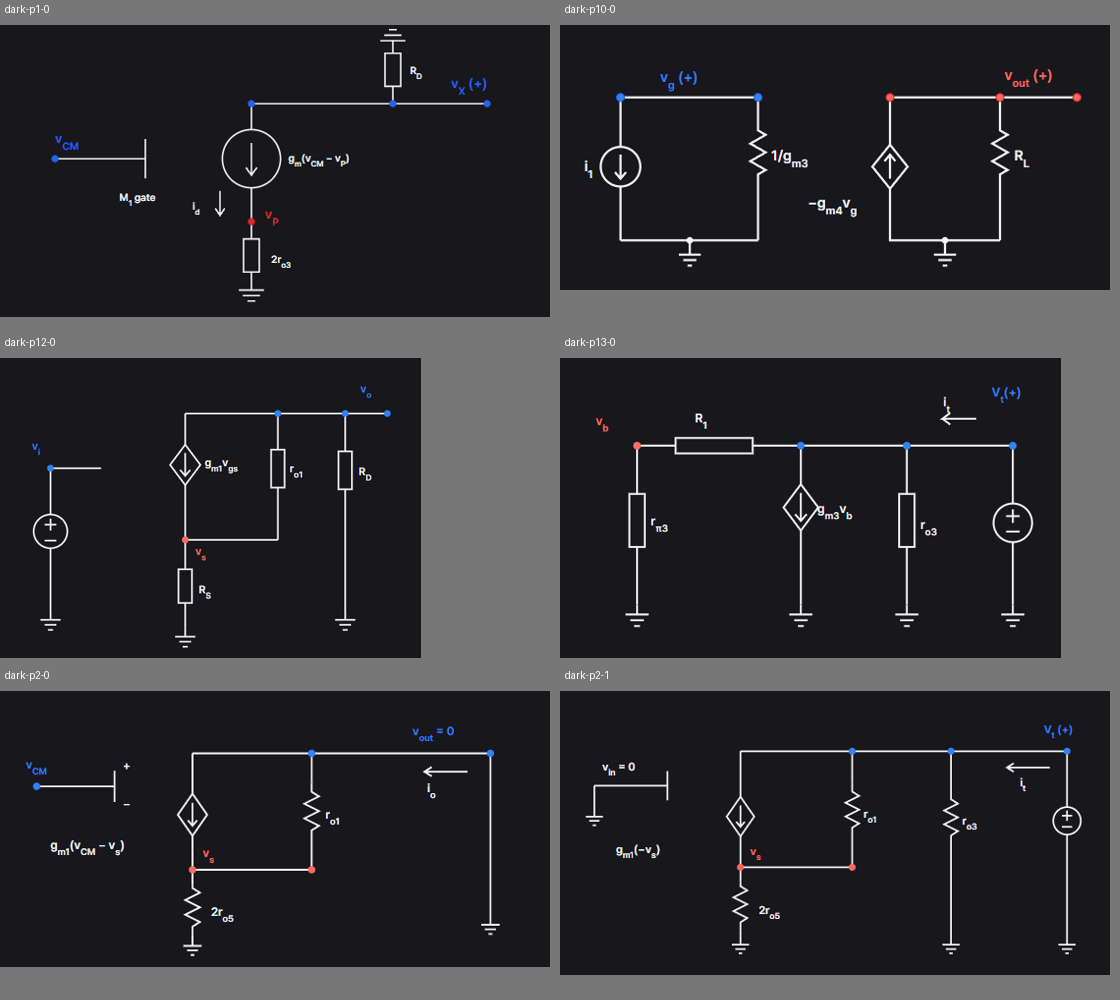 dark-p1-0
R_D
v_X (+)
v_CM
g_m(v_CM − v_P)
M_1 gate
i_d
v_P
2r_o3
dark-p10-0
v_g (+)
v_out (+)
i_1
1/g_m3
R_L
−g_m4v_g
dark-p12-0
v_o
v_i
g_m1v_gs
r_o1
R_D
v_s
R_S
dark-p13-0
V_t(+)
i_t
R_1
v_b
r_π3
g_m3v_b
r_o3
dark-p2-0
v_out = 0
v_CM
+
−
i_o
r_o1
g_m1(v_CM − v_s)
v_s
2r_o5
dark-p2-1
V_t (+)
v_in = 0
i_t
r_o1
r_o3
g_m1(−v_s)
v_s
2r_o5